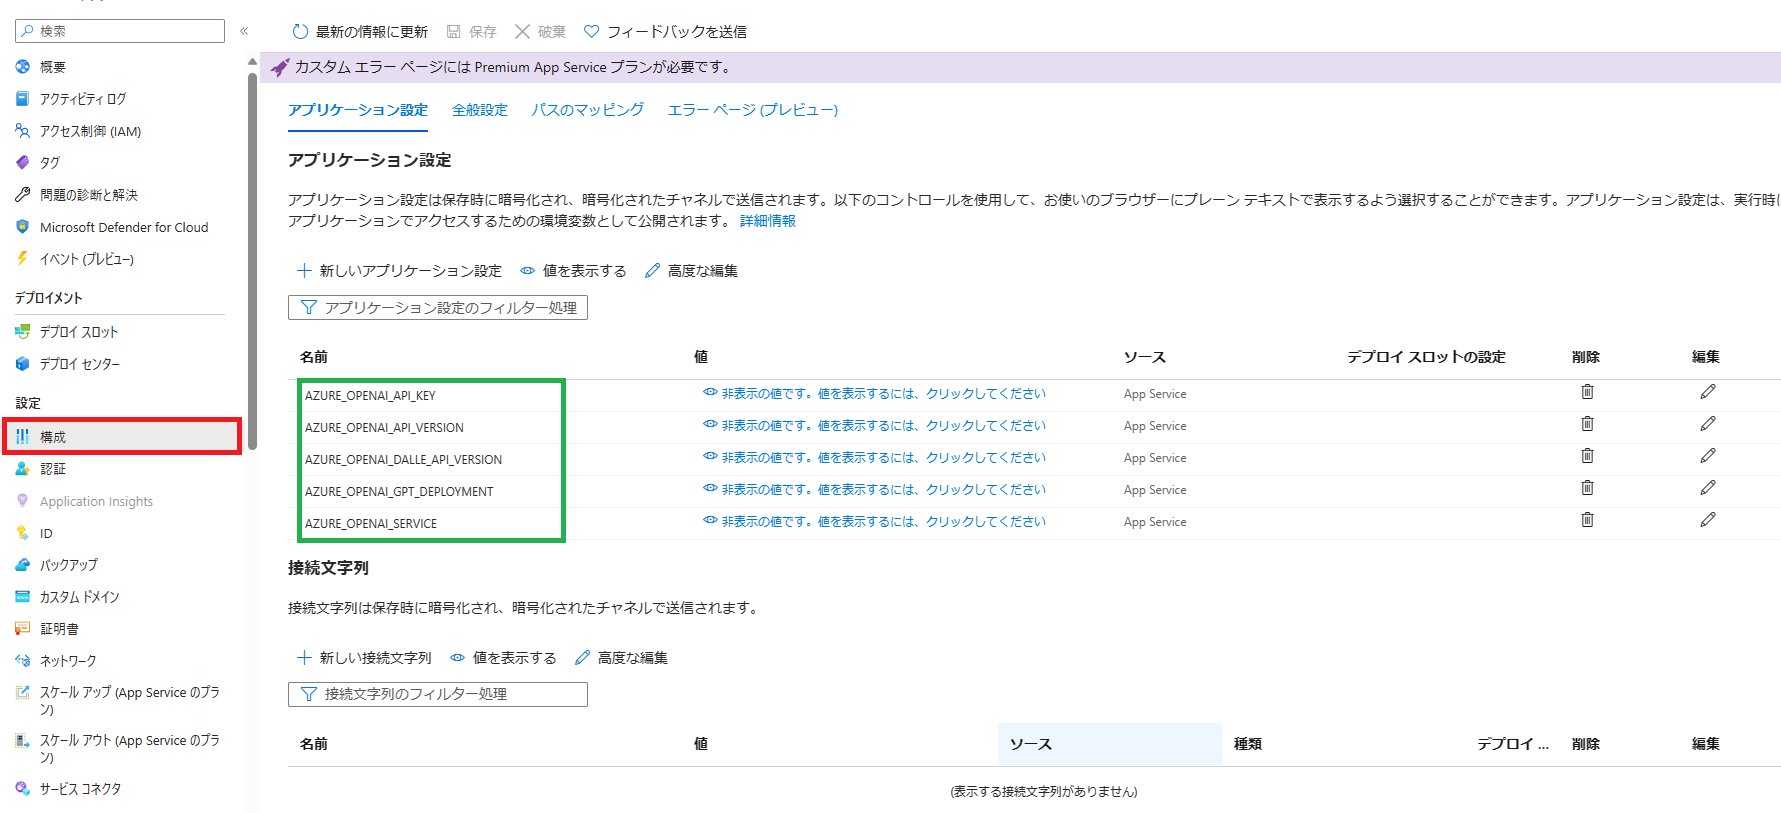 検索
«
概要
アクティビティ ログ
アクセス制御 (IAM)
タグ
問題の診断と解決
Microsoft Defender for Cloud
イベント (プレビュー)
デプロイメント
デプロイ スロット
デプロイ センター
設定
構成
認証
Application Insights
ID
バックアップ
カスタム ドメイン
証明書
ネットワーク
スケール アップ (App Service のプラ
ン)
スケール アウト (App Service のプラ
ン)
サービス コネクタ
最新の情報に更新 保存 破棄 フィードバックを送信
カスタム エラー ページには Premium App Service プランが必要です。
アプリケーション設定 全般設定 パスのマッピング エラー ページ (プレビュー)
アプリケーション設定
アプリケーション設定は保存時に暗号化され、暗号化されたチャネルで送信されます。以下のコントロールを使用して、お使いのブラウザーにプレーン テキストで表示するよう選択することができます。アプリケーション設定は、実行時に
アプリケーションでアクセスするための環境変数として公開されます。 詳細情報
新しいアプリケーション設定 値を表示する 高度な編集
アプリケーション設定のフィルター処理
名前 値 ソース デプロイ スロットの設定 削除 編集
AZURE_OPENAI_API_KEY 非表示の値です。値を表示するには、クリックしてください App Service
AZURE_OPENAI_API_VERSION 非表示の値です。値を表示するには、クリックしてください App Service
AZURE_OPENAI_DALLE_API_VERSION 非表示の値です。値を表示するには、クリックしてください App Service
AZURE_OPENAI_GPT_DEPLOYMENT 非表示の値です。値を表示するには、クリックしてください App Service
AZURE_OPENAI_SERVICE 非表示の値です。値を表示するには、クリックしてください App Service
接続文字列
接続文字列は保存時に暗号化され、暗号化されたチャネルで送信されます。
新しい接続文字列 値を表示する 高度な編集
接続文字列のフィルター処理
名前 値 ソース 種類 デプロイ ... 削除 編集
(表示する接続文字列がありません)